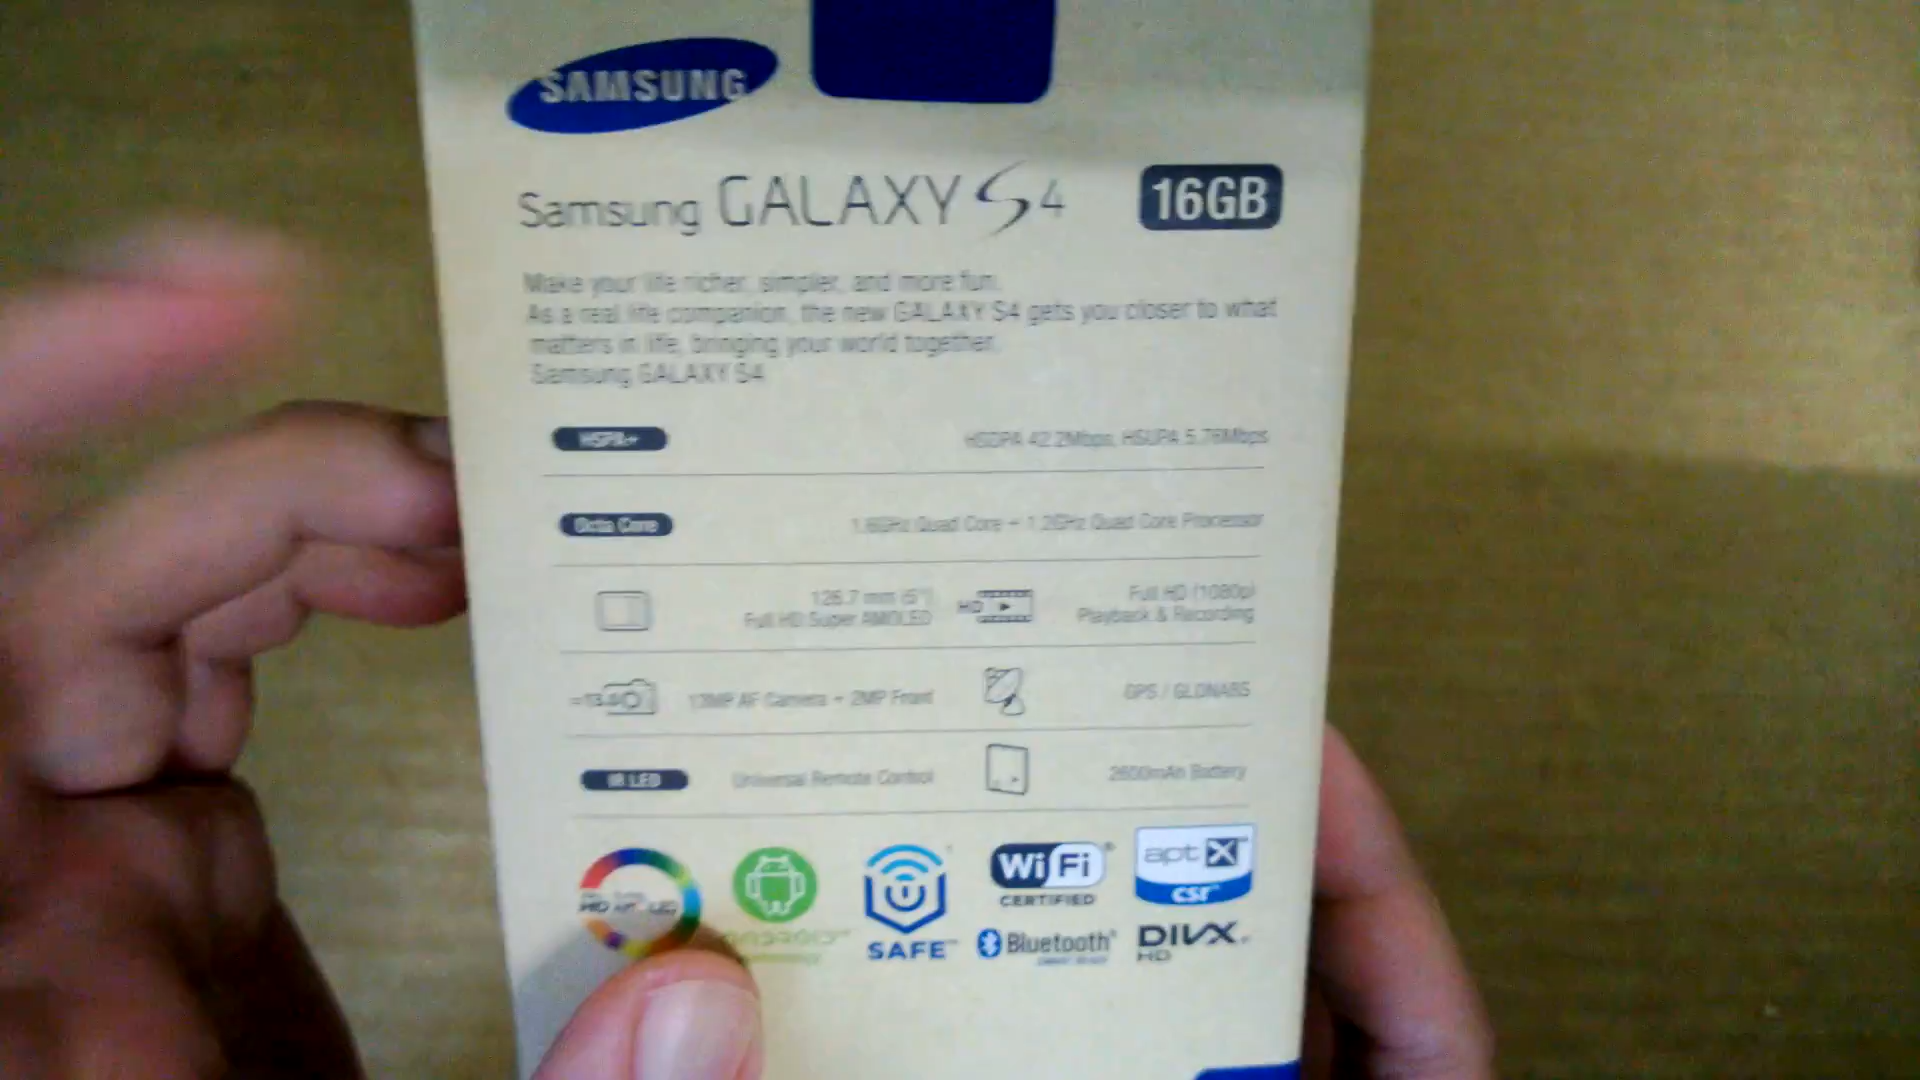 SAMSUNG
Samsung GALAXY S4 16GB
Make your life richer, simpler, and more fun.
As a real life companion, the new GALAXY S4 gets you closer to what
matters in life, bringing your world together.
Samsung GALAXY S4
HSPA+ HSDPA 42.2Mbps, HSUPA 5.76Mbps
Octa Core 1.6GHz Quad Core + 1.2GHz Quad Core Processor
126.7 mm (5") HD Full HD (1080p)
Full HD Super AMOLED Playback & Recording
13MP AF Camera + 2MP Front GPS / GLONASS
IR LED Universal Remote Control 2600mAh Battery
HD AMOLED
ANDROID
SAFE™
Wi Fi
CERTIFIED
Bluetooth®
aptX
csr
DIVX
HD